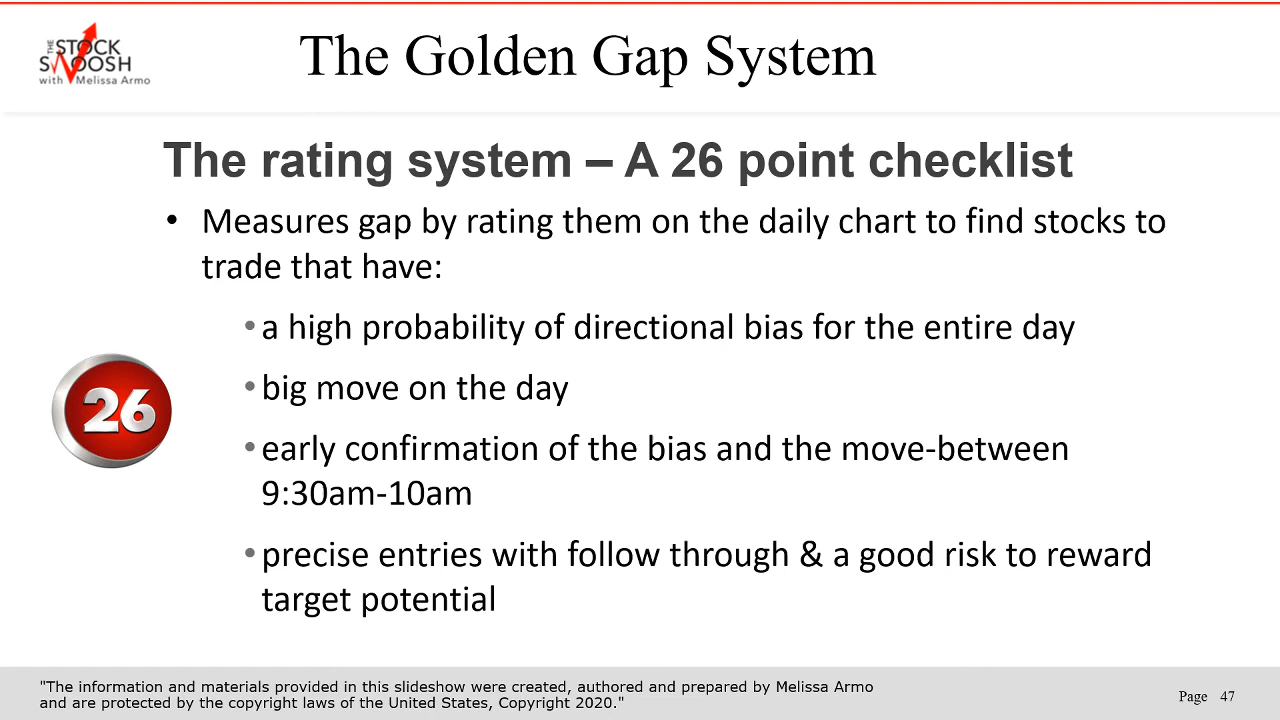 THE STOCK
SWOOSH
with Melissa Armo
The Golden Gap System
The rating system – A 26 point checklist
• Measures gap by rating them on the daily chart to find stocks to
trade that have:
• a high probability of directional bias for the entire day
• big move on the day
26
• early confirmation of the bias and the move-between
9:30am-10am
• precise entries with follow through & a good risk to reward
target potential
"The information and materials provided in this slideshow were created, authored and prepared by Melissa Armo
and are protected by the copyright laws of the United States, Copyright 2020."
Page 47